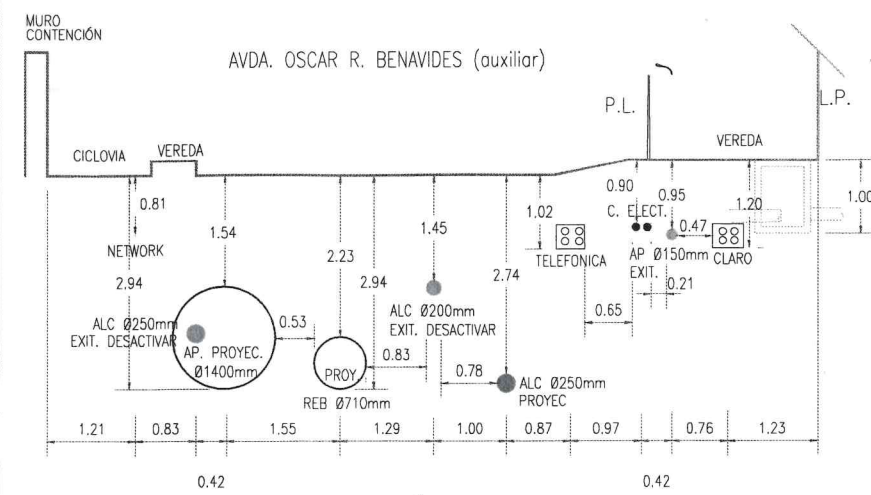 MURO
CONTENCIÓN
AVDA. OSCAR R. BENAVIDES (auxiliar)
P.L.
L.P.
CICLOVIA
VEREDA
VEREDA
0.81
NETWORK
2.94
1.54
2.23
2.94
1.45
2.74
1.02
0.90
C. ELECT.
0.95
0.47
1.20
1.00
TELEFONICA
AP Ø150mm
EXIT.
CLARO
0.21
0.65
ALC Ø250mm
EXIT. DESACTIVAR
AP. PROYEC.
Ø1400mm
0.53
PROY.
REB Ø710mm
ALC Ø200mm
EXIT. DESACTIVAR
0.83
0.78
ALC Ø250mm
PROYEC
1.21
0.83
1.55
1.29
1.00
0.87
0.97
0.76
1.23
0.42
0.42